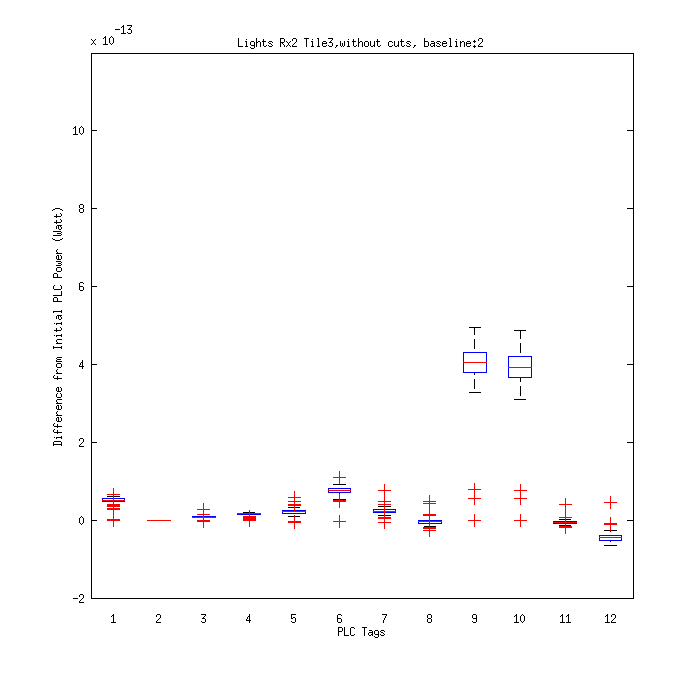 x 10-13
Lights Rx2 Tile3,without cuts, baseline:2
10
8
6
4
2
0
-2
Difference from Initial PLC Power (Watt)
1 2 3 4 5 6 7 8 9 10 11 12
PLC Tags